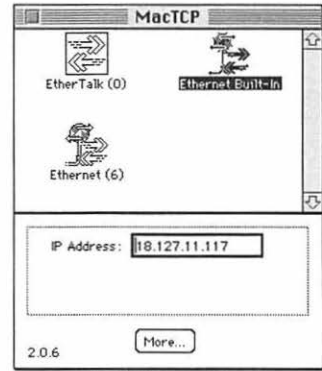 MacTCP
EtherTalk (0)
Ethernet Built-In
Ethernet (6)
IP Address: 18.127.11.117
More...
2.0.6